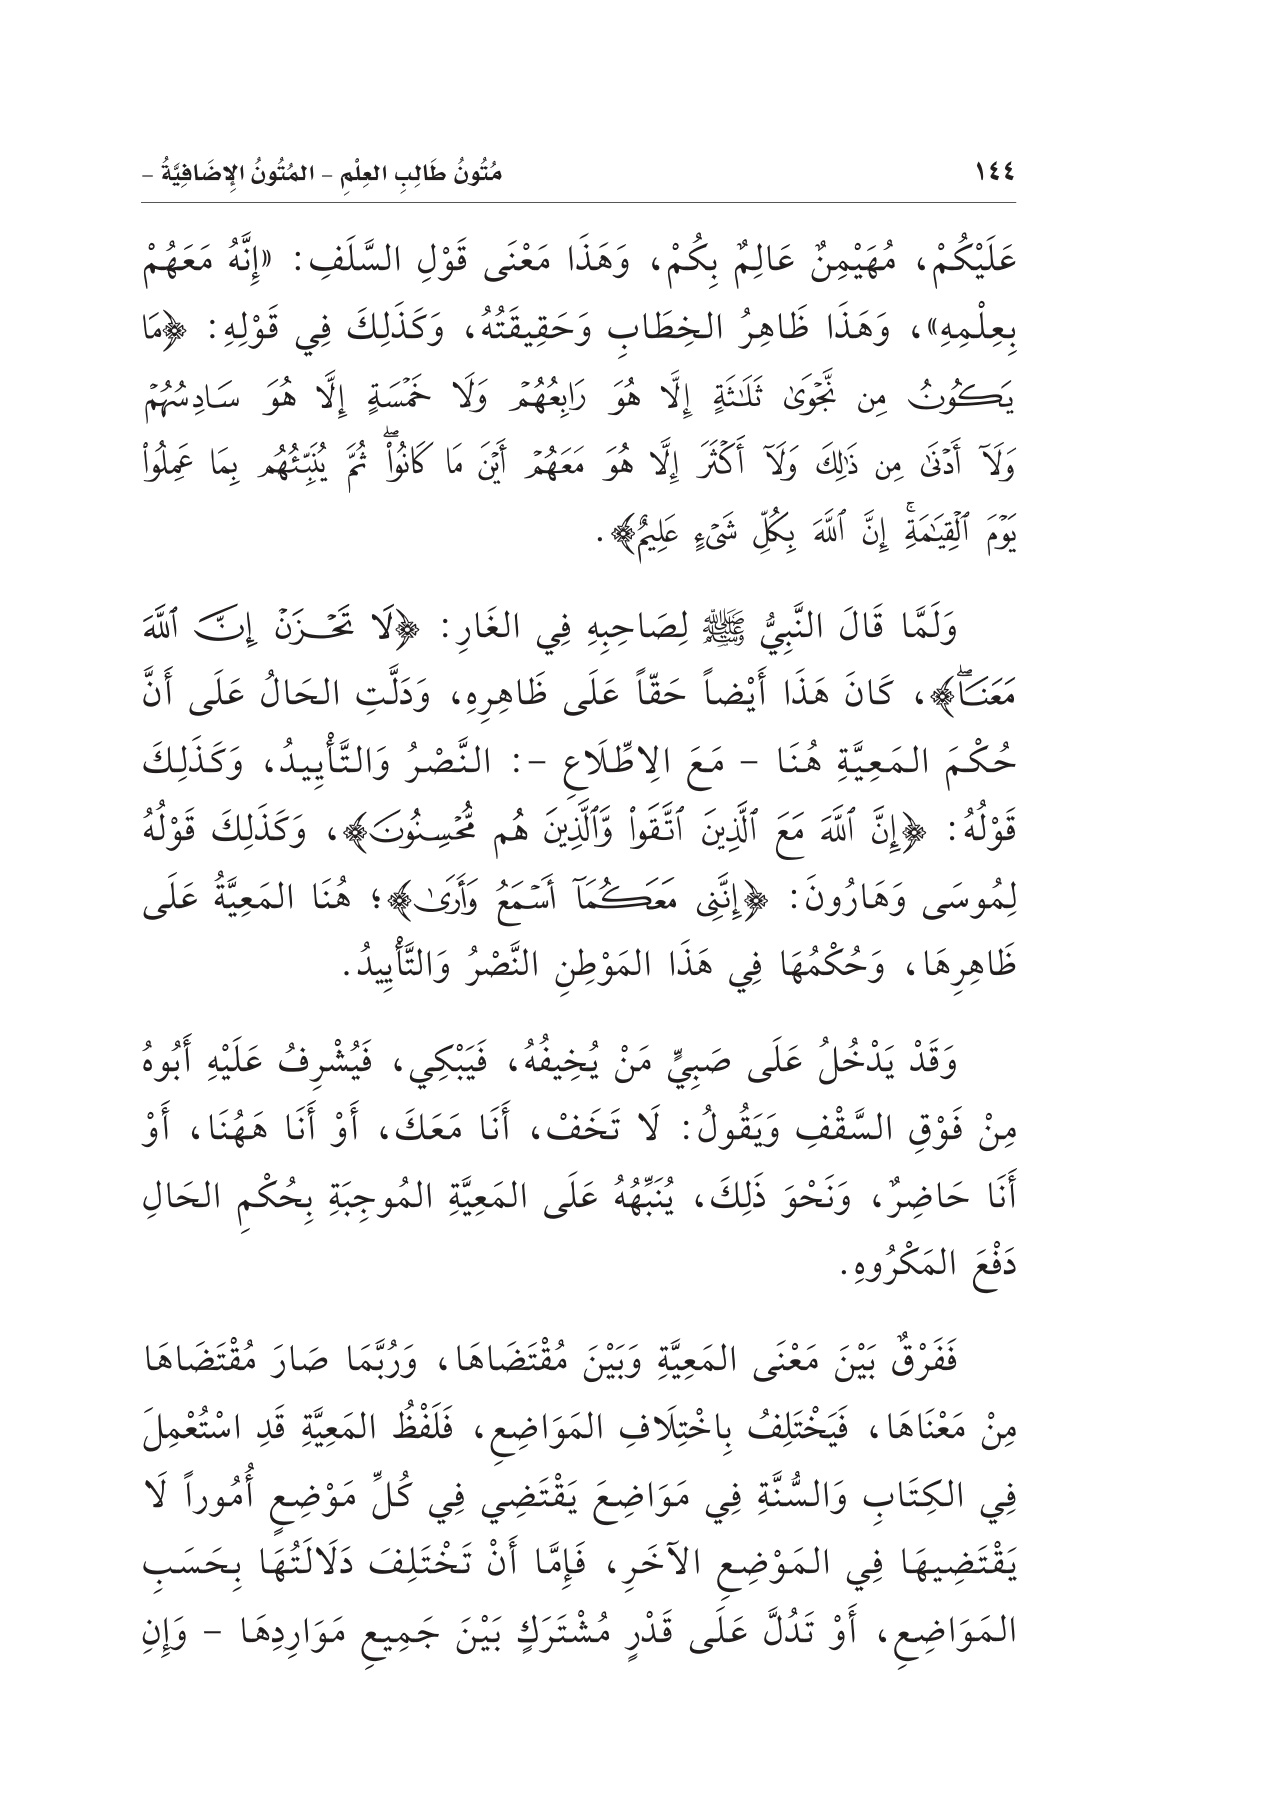 ١٤٤ مُتُونُ طَالِبِ العِلْمِ – المُتُونُ الإِضَافِيَّةُ –
عَلَيْكُمْ، مُهَيْمِنٌ عَالِمٌ بِكُمْ، وَهَذَا مَعْنَى قَوْلِ السَّلَفِ: «إِنَّهُ مَعَهُمْ
بِعِلْمِهِ»، وَهَذَا ظَاهِرُ الخِطَابِ وَحَقِيقَتُهُ، وَكَذَلِكَ فِي قَوْلِهِ: ﴿مَا
يَكُونُ مِن نَّجْوَىٰ ثَلَٰثَةٍ إِلَّا هُوَ رَابِعُهُمْ وَلَا خَمْسَةٍ إِلَّا هُوَ سَادِسُهُمْ
وَلَآ أَدْنَىٰ مِن ذَٰلِكَ وَلَآ أَكْثَرَ إِلَّا هُوَ مَعَهُمْ أَيْنَ مَا كَانُوا۟ۖ ثُمَّ يُنَبِّئُهُم بِمَا عَمِلُوا۟
يَوْمَ ٱلْقِيَٰمَةِۚ إِنَّ ٱللَّهَ بِكُلِّ شَىْءٍ عَلِيمٌ﴾.
وَلَمَّا قَالَ النَّبِيُّ ﷺ لِصَاحِبِهِ فِي الغَارِ: ﴿لَا تَحْزَنْ إِنَّ ٱللَّهَ
مَعَنَاۖ﴾، كَانَ هَذَا أَيْضاً حَقّاً عَلَى ظَاهِرِهِ، وَدَلَّتِ الحَالُ عَلَى أَنَّ
حُكْمَ المَعِيَّةِ هُنَا – مَعَ الِاطِّلَاعِ –: النَّصْرُ وَالتَّأْيِيدُ، وَكَذَلِكَ
قَوْلُهُ: ﴿إِنَّ ٱللَّهَ مَعَ ٱلَّذِينَ ٱتَّقَوا۟ وَّٱلَّذِينَ هُم مُّحْسِنُونَ﴾، وَكَذَلِكَ قَوْلُهُ
لِمُوسَى وَهَارُونَ: ﴿إِنَّنِى مَعَكُمَآ أَسْمَعُ وَأَرَىٰ﴾؛ هُنَا المَعِيَّةُ عَلَى
ظَاهِرِهَا، وَحُكْمُهَا فِي هَذَا المَوْطِنِ النَّصْرُ وَالتَّأْيِيدُ.
وَقَدْ يَدْخُلُ عَلَى صَبِيٍّ مَنْ يُخِيفُهُ، فَيَبْكِي، فَيُشْرِفُ عَلَيْهِ أَبُوهُ
مِنْ فَوْقِ السَّقْفِ وَيَقُولُ: لَا تَخَفْ، أَنَا مَعَكَ، أَوْ أَنَا هَهُنَا، أَوْ
أَنَا حَاضِرٌ، وَنَحْوَ ذَلِكَ، يُنَبِّهُهُ عَلَى المَعِيَّةِ المُوجِبَةِ بِحُكْمِ الحَالِ
دَفْعَ المَكْرُوهِ.
فَفَرْقٌ بَيْنَ مَعْنَى المَعِيَّةِ وَبَيْنَ مُقْتَضَاهَا، وَرُبَّمَا صَارَ مُقْتَضَاهَا
مِنْ مَعْنَاهَا، فَيَخْتَلِفُ بِاخْتِلَافِ المَوَاضِعِ، فَلَفْظُ المَعِيَّةِ قَدِ اسْتُعْمِلَ
فِي الكِتَابِ وَالسُّنَّةِ فِي مَوَاضِعَ يَقْتَضِي فِي كُلِّ مَوْضِعٍ أُمُوراً لَا
يَقْتَضِيهَا فِي المَوْضِعِ الآخَرِ، فَإِمَّا أَنْ تَخْتَلِفَ دَلَالَتُهَا بِحَسَبِ
المَوَاضِعِ، أَوْ تَدُلَّ عَلَى قَدْرٍ مُشْتَرَكٍ بَيْنَ جَمِيعِ مَوَارِدِهَا – وَإِنِ